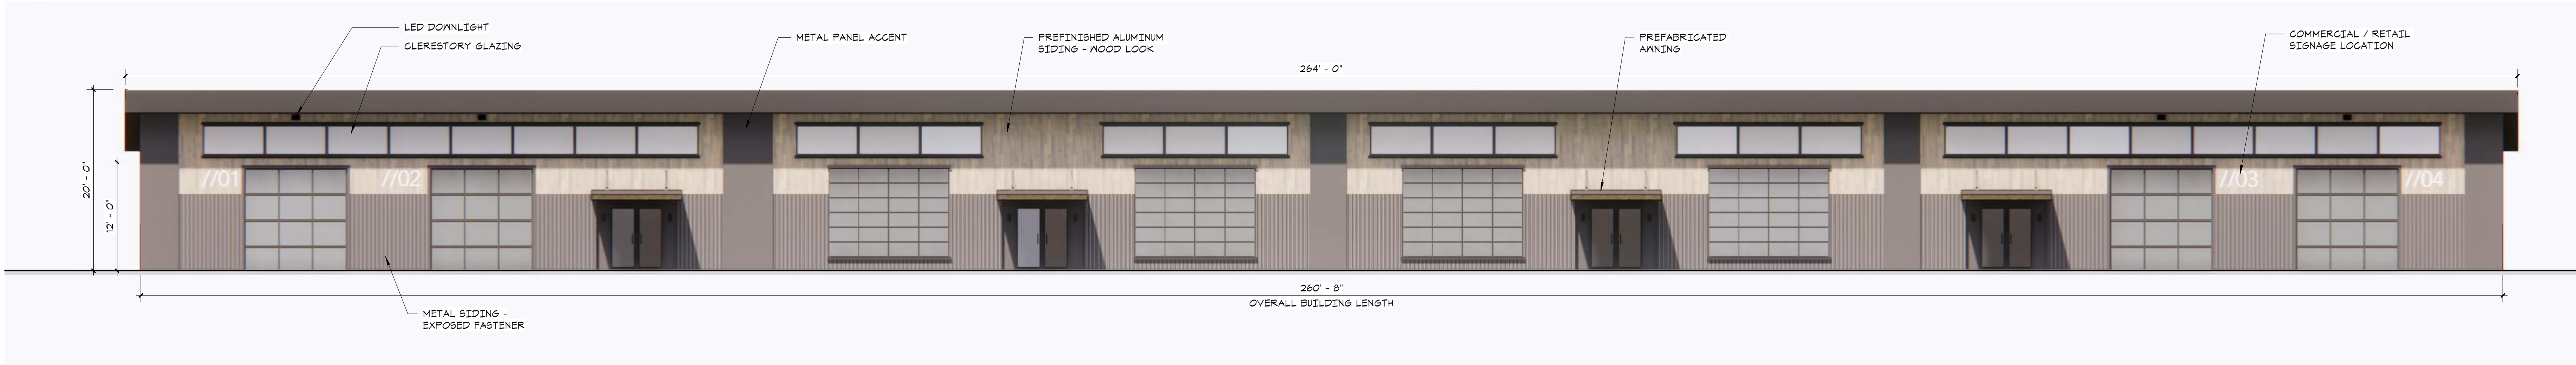 LED DOWNLIGHT
CLERESTORY GLAZING
METAL PANEL ACCENT
PREFINISHED ALUMINUM
SIDING - WOOD LOOK
PREFABRICATED
AWNING
COMMERCIAL / RETAIL
SIGNAGE LOCATION
264' - 0"
20' - 0"
12' - 0"
//01
//02
//03
//04
260' - 8"
OVERALL BUILDING LENGTH
METAL SIDING -
EXPOSED FASTENER